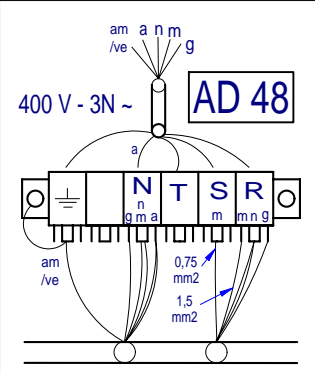 am a n m
/ve g
400 V - 3N ~
AD 48
a
N T S R
n
g m a m m n g
am
/ve
0,75
mm2
1,5
mm2